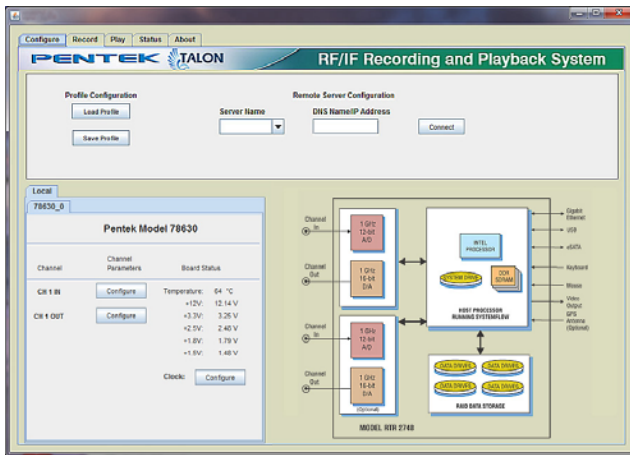 Configure Record Play Status About
PENTEK TALON RF/IF Recording and Playback System
Profile Configuration
Load Profile
Save Profile
Remote Server Configuration
Server Name
DNS Name/IP Address
Connect
Local
78630_0
Pentek Model 78630
Channel
Channel
Parameters
Board Status
CH 1 IN Configure
CH 1 OUT Configure
Temperature: 64 °C
+12V: 12.14 V
+3.3V: 3.25 V
+2.5V: 2.48 V
+1.8V: 1.79 V
+1.5V: 1.48 V
Clock: Configure
Channel
In
1 GHz
12-bit
A/D
Channel
Out
1 GHz
16-bit
D/A
Channel
In
1 GHz
12-bit
A/D
Channel
Out
1 GHz
16-bit
D/A
(Optional)
INTEL
PROCESSOR
SYSTEM DRIVE
DDR
SDRAM
HOST PROCESSOR
RUNNING SYSTEMFLOW
DATA DRIVES DATA DRIVES
DATA DRIVES DATA DRIVES
RAID DATA STORAGE
Gigabit
Ethernet
USB
eSATA
Keyboard
Mouse
Video
Output
GPS
Antenna
(Optional)
MODEL RTR 2748